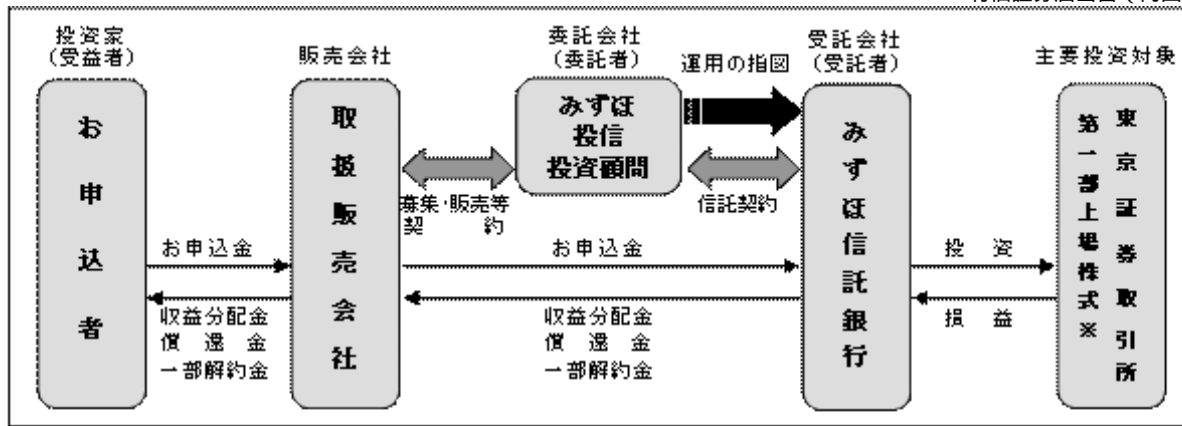 投資家
(受益者)
お申込者
販売会社
取扱販売会社
委託会社
(委託者)
みずほ
投信
投資顧問
運用の指図
受託会社
(受託者)
みずほ信託銀行
主要投資対象
東京証券取引所
第一部上場株式※
募集・販売等
契約
信託契約
お申込金
収益分配金
償還金
一部解約金
お申込金
収益分配金
償還金
一部解約金
投資
損益